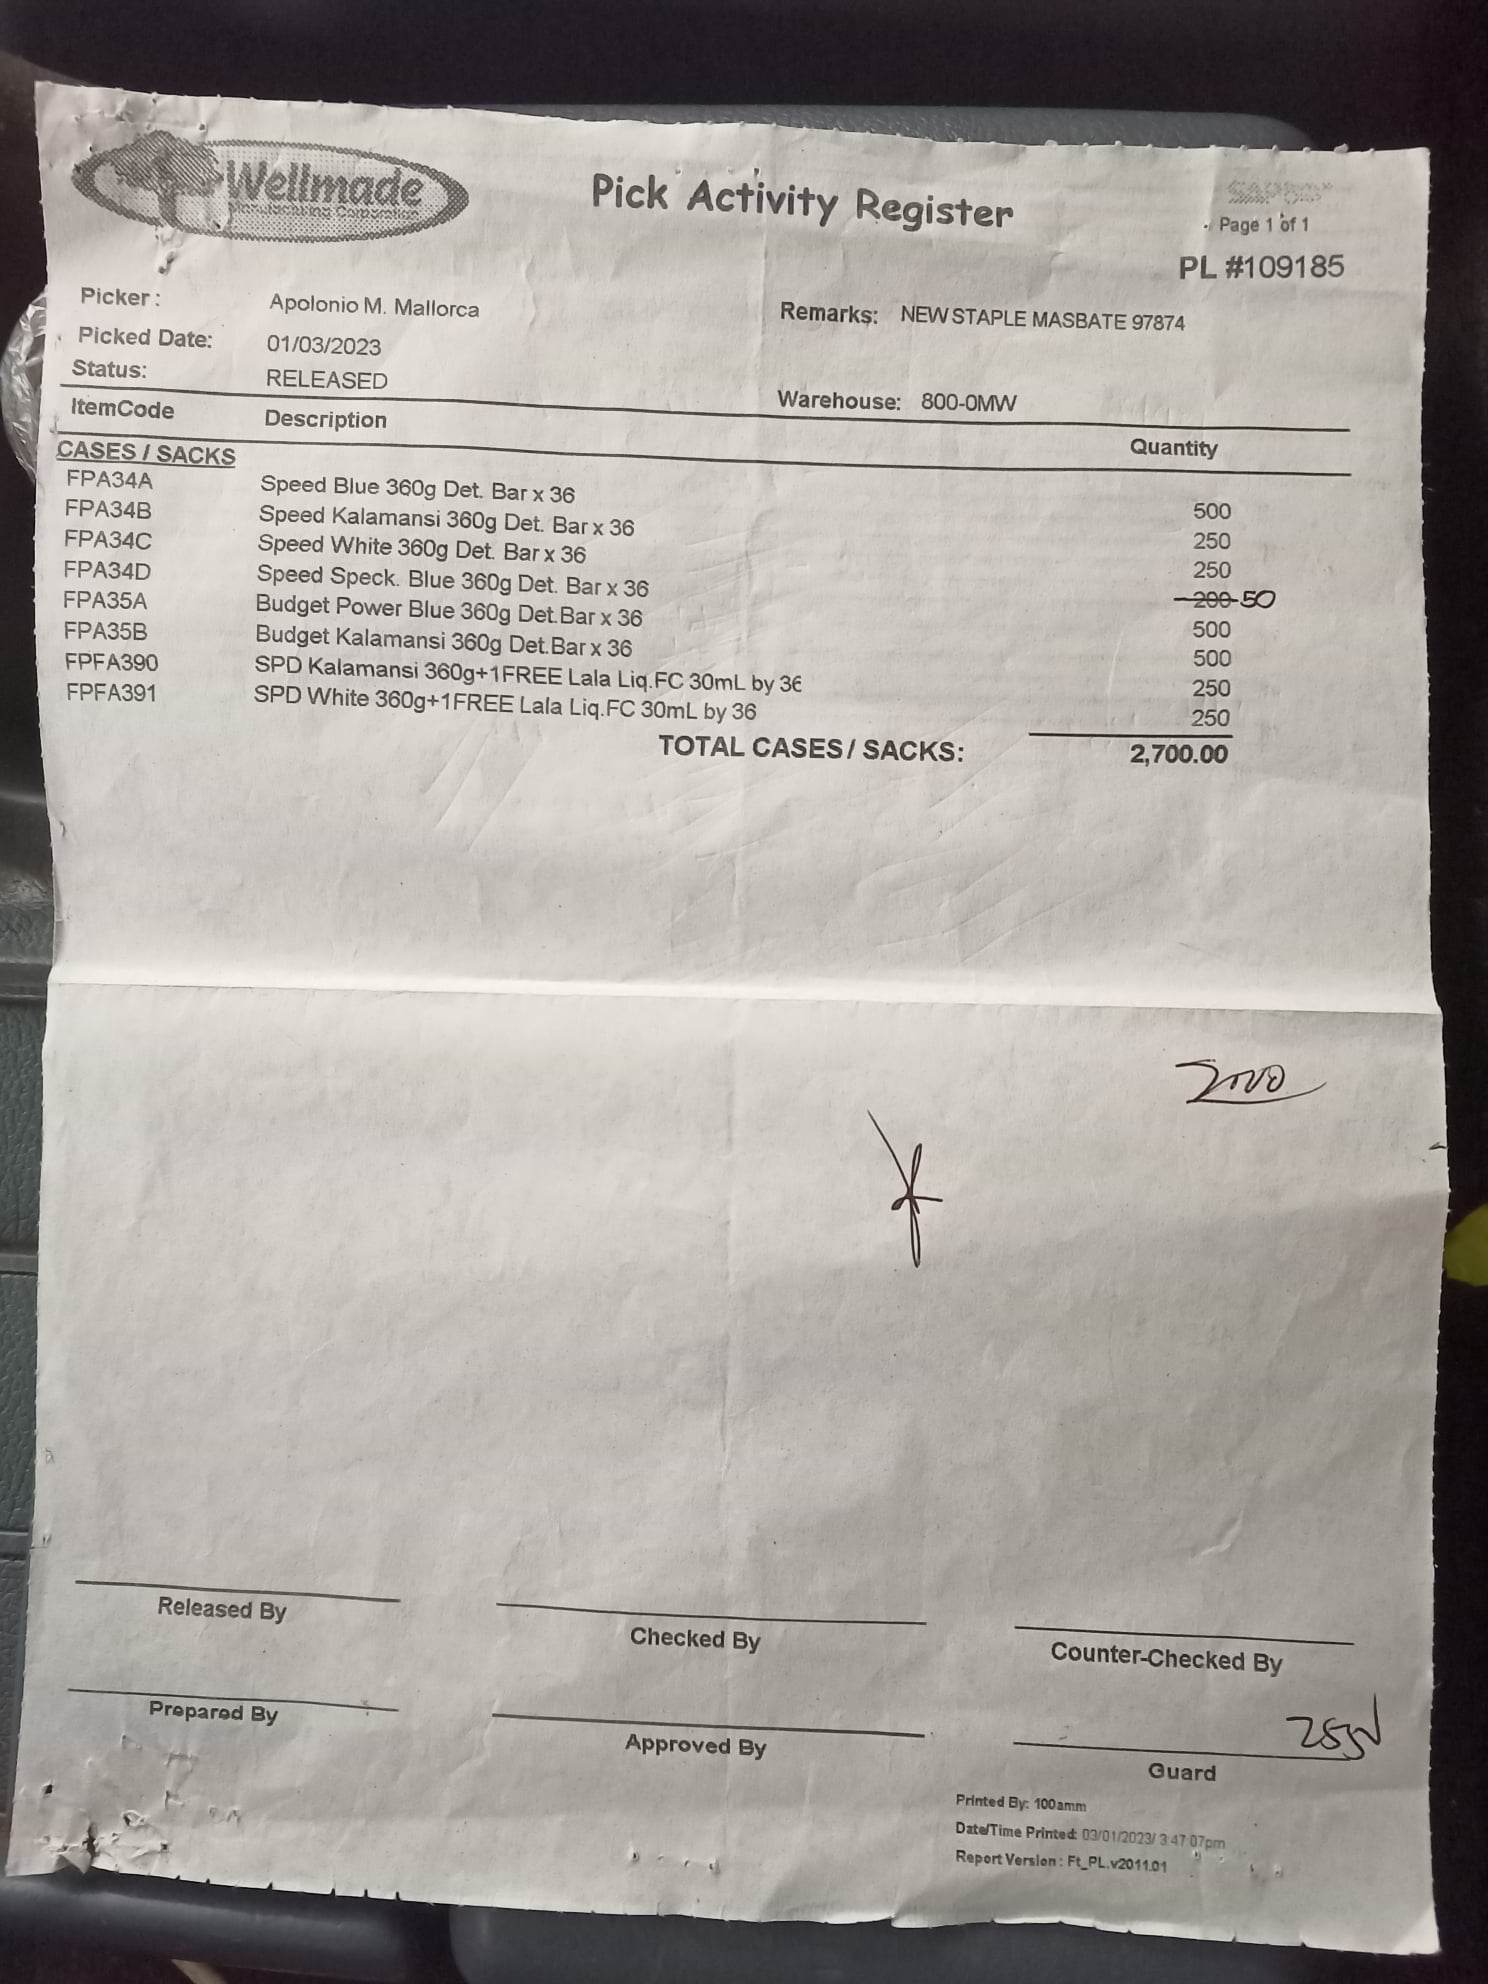 Wellmade
Manufacturing Corporation
Pick Activity Register
Page 1 of 1
PL #109185
Picker: Apolonio M. Mallorca Remarks: NEW STAPLE MASBATE 97874
Picked Date: 01/03/2023
Status: RELEASED Warehouse: 800-0MW
ItemCode Description Quantity
CASES / SACKS
FPA34A Speed Blue 360g Det. Bar x 36 500
FPA34B Speed Kalamansi 360g Det. Bar x 36 250
FPA34C Speed White 360g Det. Bar x 36 250
FPA34D Speed Speck. Blue 360g Det. Bar x 36 200 50
FPA35A Budget Power Blue 360g Det.Bar x 36 500
FPA35B Budget Kalamansi 360g Det.Bar x 36 500
FPFA390 SPD Kalamansi 360g+1FREE Lala Liq.FC 30mL by 36 250
FPFA391 SPD White 360g+1FREE Lala Liq.FC 30mL by 36 250
TOTAL CASES / SACKS: 2,700.00
Released By Checked By Counter-Checked By
Prepared By Approved By Guard
Printed By: 100amm
Date/Time Printed: 03/01/2023/ 3:47:07pm
Report Version : Ft_PL.v2011.01